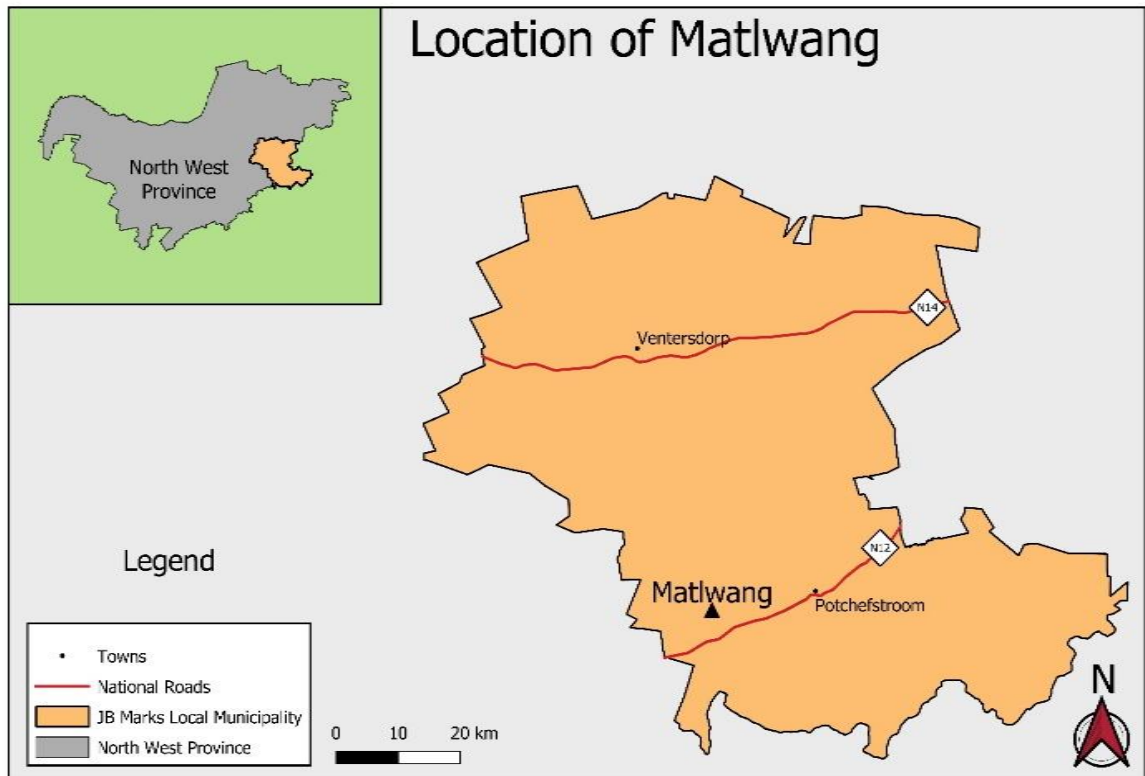 Location of Matlwang
North West
Province
N14
Ventersdorp
N12
Matlwang
Potchefstroom
Legend
Towns
National Roads
JB Marks Local Municipality
North West Province
0 10 20 km
N